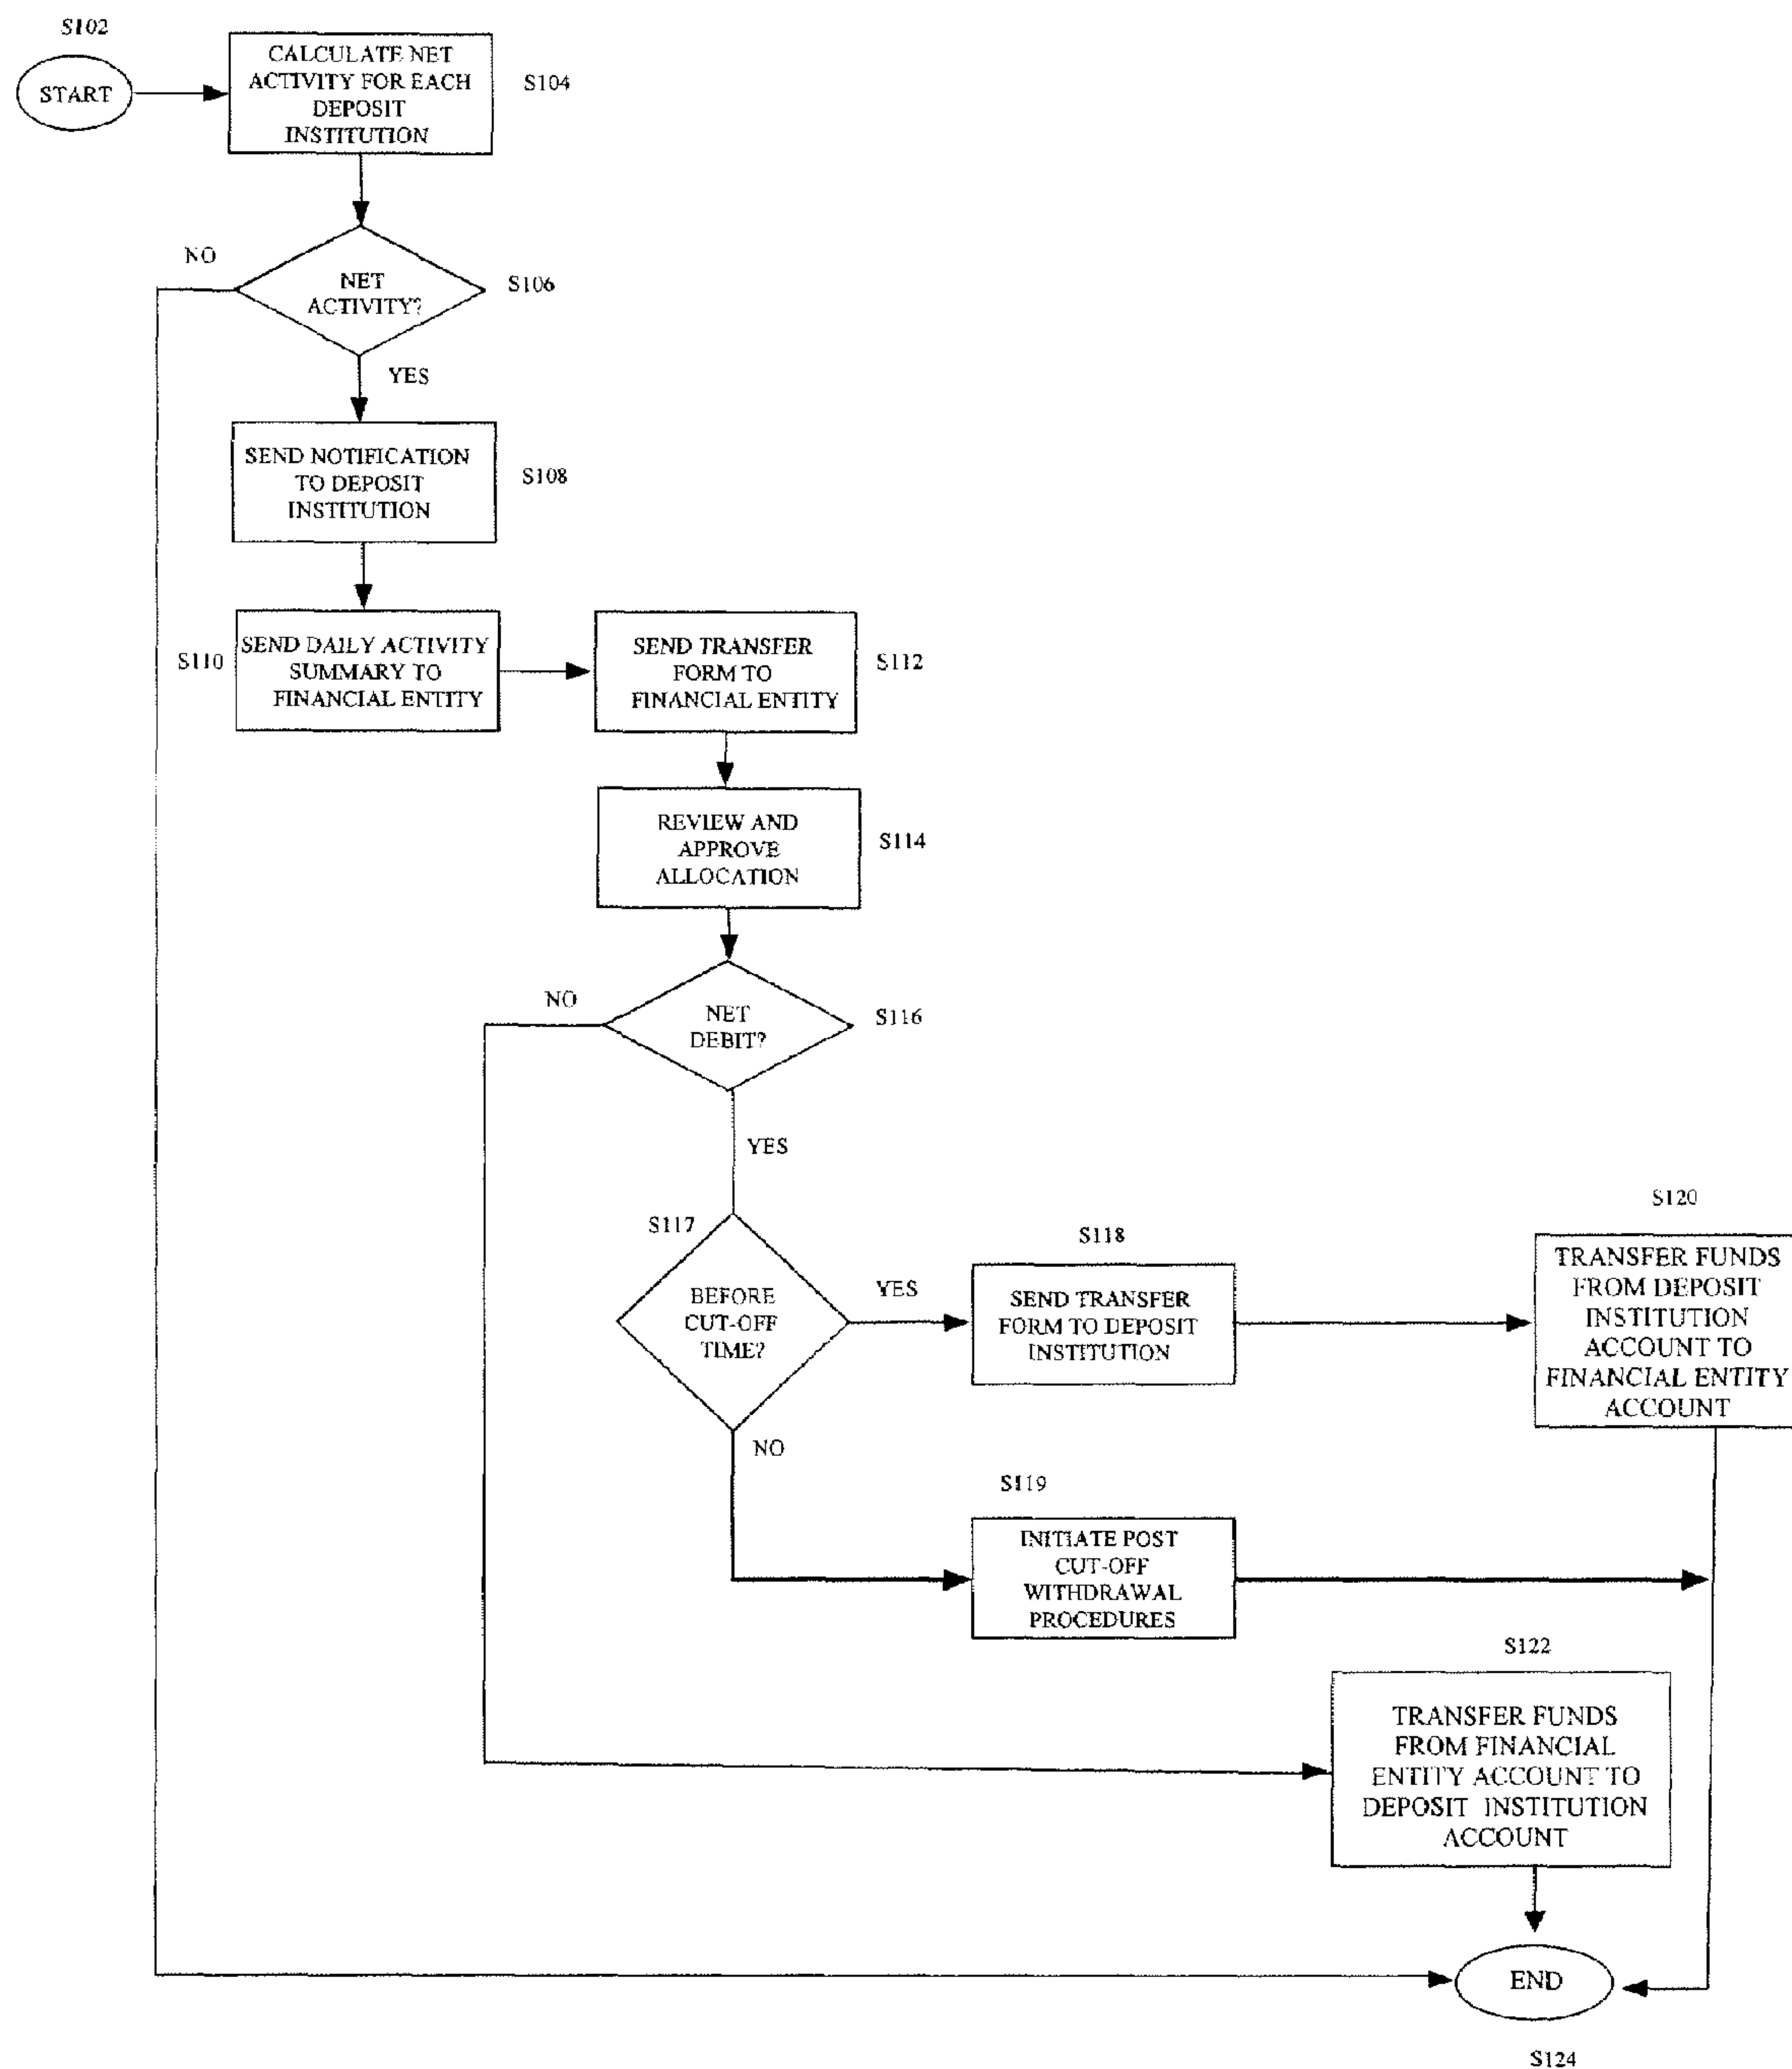 S102
START
CALCULATE NET
ACTIVITY FOR EACH
DEPOSIT
INSTITUTION
S104
NO
NET
ACTIVITY?
S106
YES
SEND NOTIFICATION
TO DEPOSIT
INSTITUTION
S108
S110
SEND DAILY ACTIVITY
SUMMARY TO
FINANCIAL ENTITY
SEND TRANSFER
FORM TO
FINANCIAL ENTITY
S112
REVIEW AND
APPROVE
ALLOCATION
S114
NO
NET
DEBIT?
S116
YES
S117
BEFORE
CUT-OFF
TIME?
YES
S118
SEND TRANSFER
FORM TO DEPOSIT
INSTITUTION
S120
TRANSFER FUNDS
FROM DEPOSIT
INSTITUTION
ACCOUNT TO
FINANCIAL ENTITY
ACCOUNT
NO
S119
INITIATE POST
CUT-OFF
WITHDRAWAL
PROCEDURES
S122
TRANSFER FUNDS
FROM FINANCIAL
ENTITY ACCOUNT TO
DEPOSIT INSTITUTION
ACCOUNT
END
S124